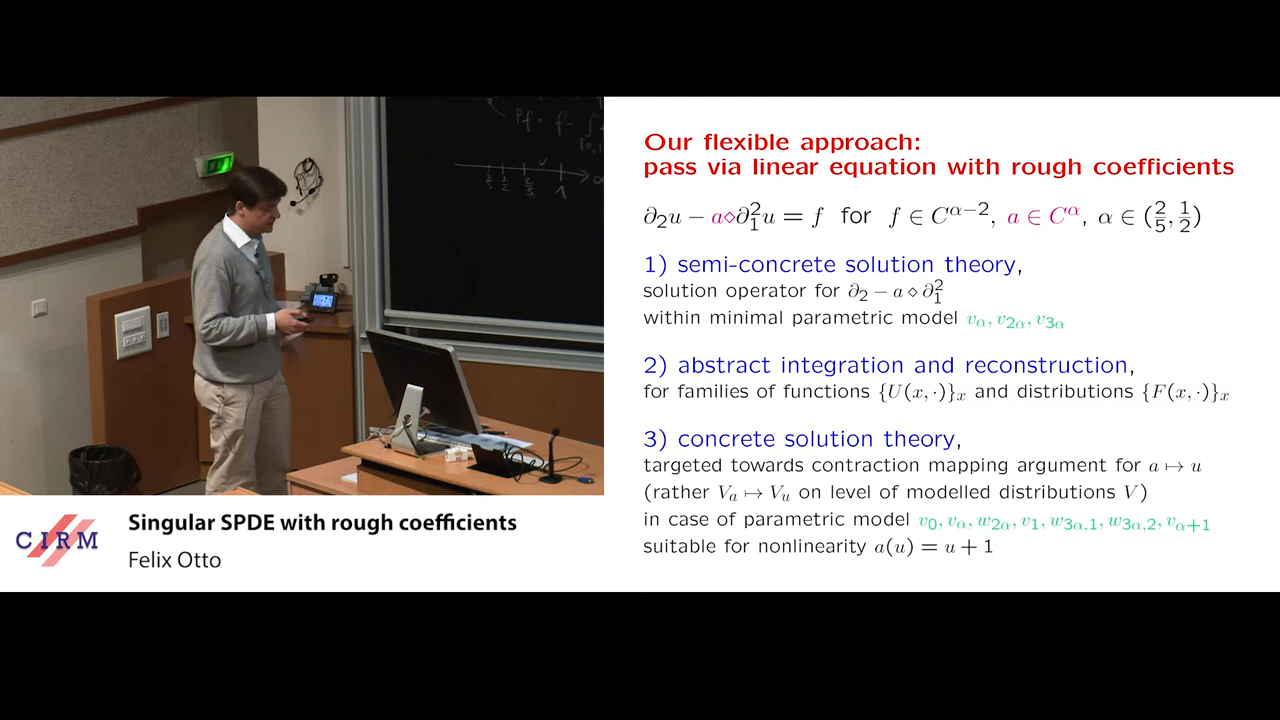 Pf = f - ∫
Our flexible approach:
pass via linear equation with rough coefficients
∂₂u − a⋄∂₁²u = f for f ∈ C^{α−2}, a ∈ C^α, α ∈ (2/5, 1/2)
1) semi-concrete solution theory,
solution operator for ∂₂ − a ⋄ ∂₁²
within minimal parametric model v_α, v_{2α}, v_{3α}
2) abstract integration and reconstruction,
for families of functions {U(x, ·)}_x and distributions {F(x, ·)}_x
3) concrete solution theory,
targeted towards contraction mapping argument for a ↦ u
(rather V_a ↦ V_u on level of modelled distributions V)
in case of parametric model v₀, v_α, w_{2α}, v₁, w_{3α,1}, w_{3α,2}, v_{α+1}
suitable for nonlinearity a(u) = u + 1
CIRM
Singular SPDE with rough coefficients
Felix Otto